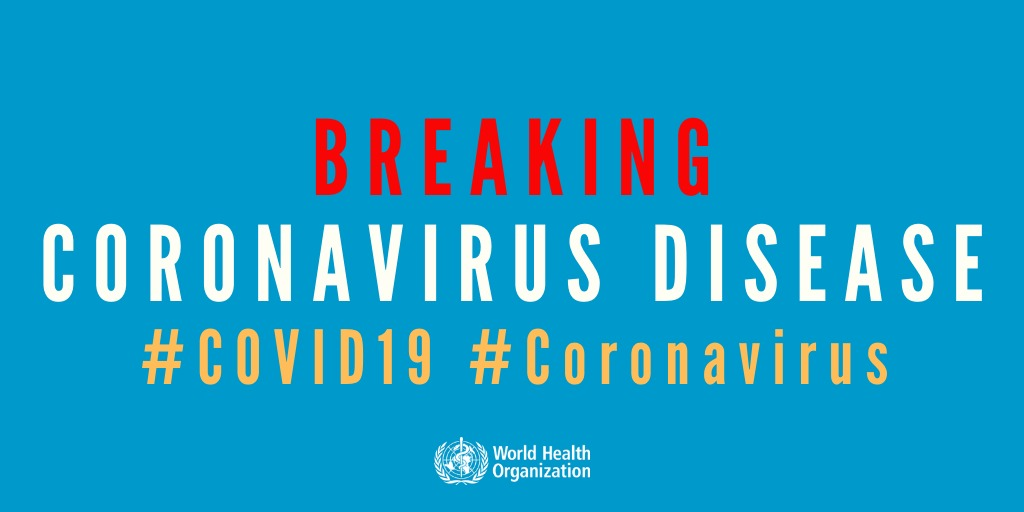 BREAKING
CORONAVIRUS DISEASE
#COVID19 #Coronavirus
World Health
Organization